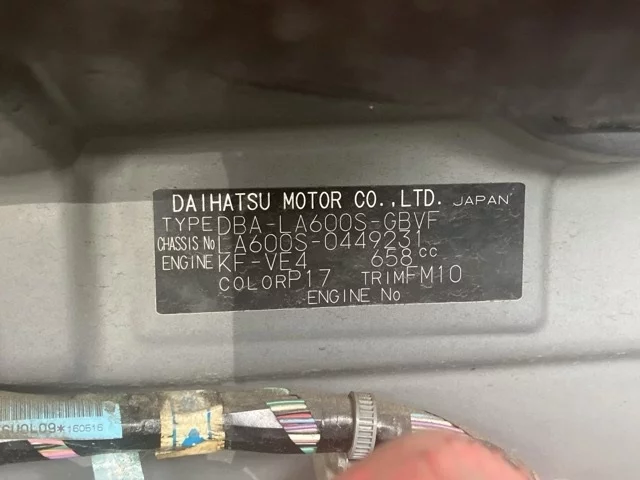 DAIHATSU MOTOR CO.,LTD. JAPAN
TYPE DBA-LA600S-GBVF
CHASSIS No LA600S-0449231
ENGINE KF-VE4 658cc
COLOR P17 TRIM FM10
ENGINE No
*160516